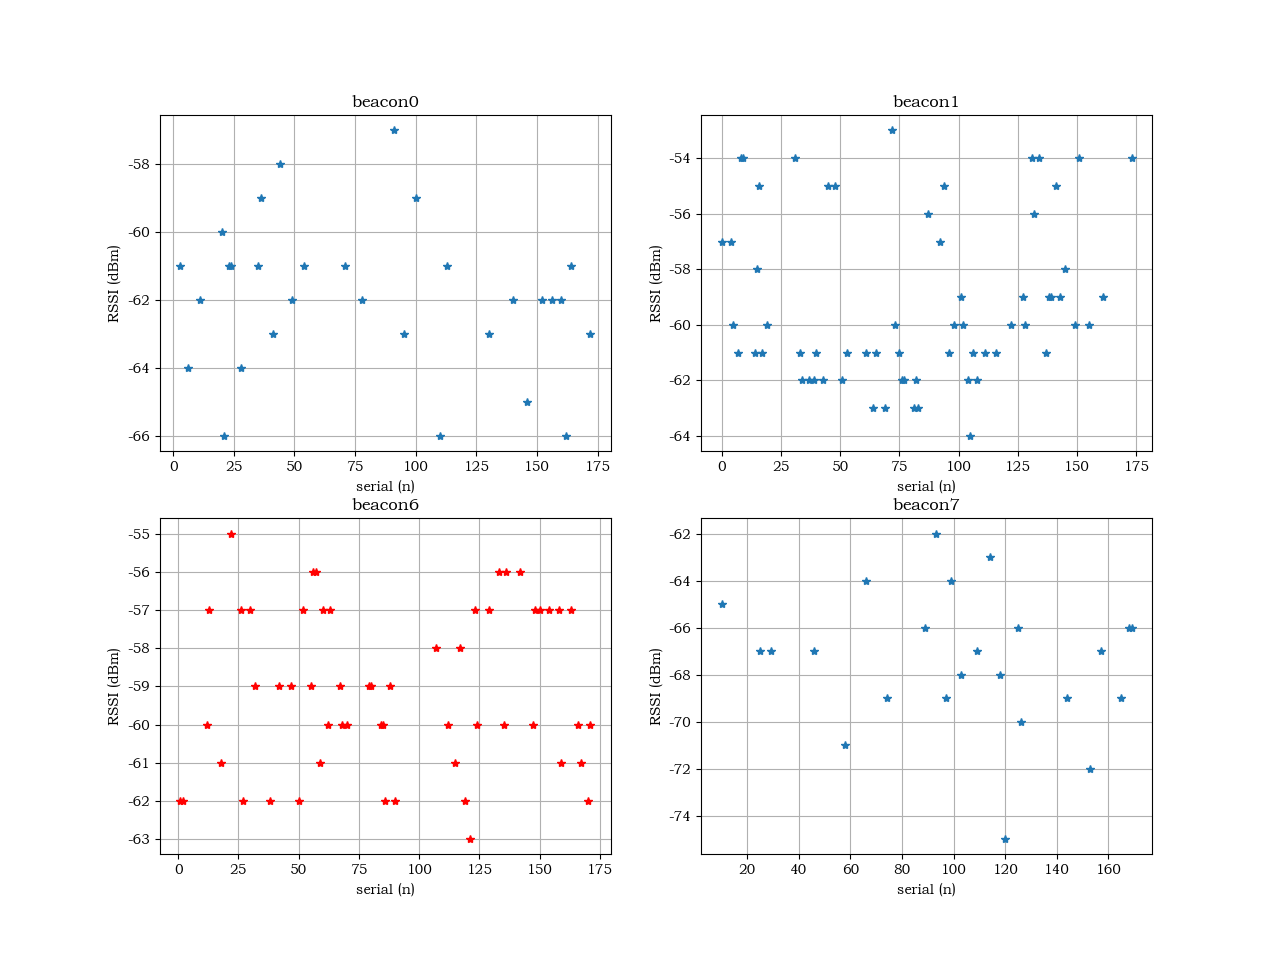 beacon0
-58
-60
-62
-64
-66
RSSI (dBm)
0 25 50 75 100 125 150 175
serial (n)
beacon1
-54
-56
-58
-60
-62
-64
RSSI (dBm)
0 25 50 75 100 125 150 175
serial (n)
beacon6
-55
-56
-57
-58
-59
-60
-61
-62
-63
RSSI (dBm)
0 25 50 75 100 125 150 175
serial (n)
beacon7
-62
-64
-66
-68
-70
-72
-74
RSSI (dBm)
20 40 60 80 100 120 140 160
serial (n)